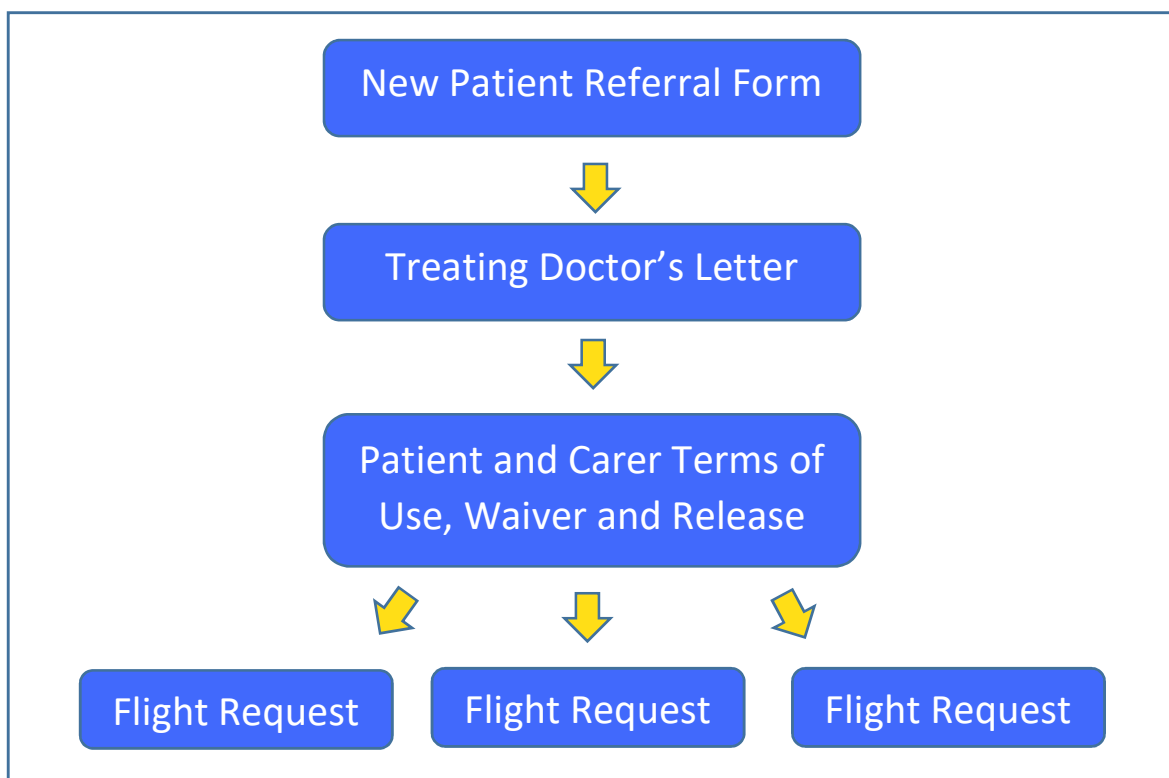 New Patient Referral Form
Treating Doctor’s Letter
Patient and Carer Terms of
Use, Waiver and Release
Flight Request
Flight Request
Flight Request